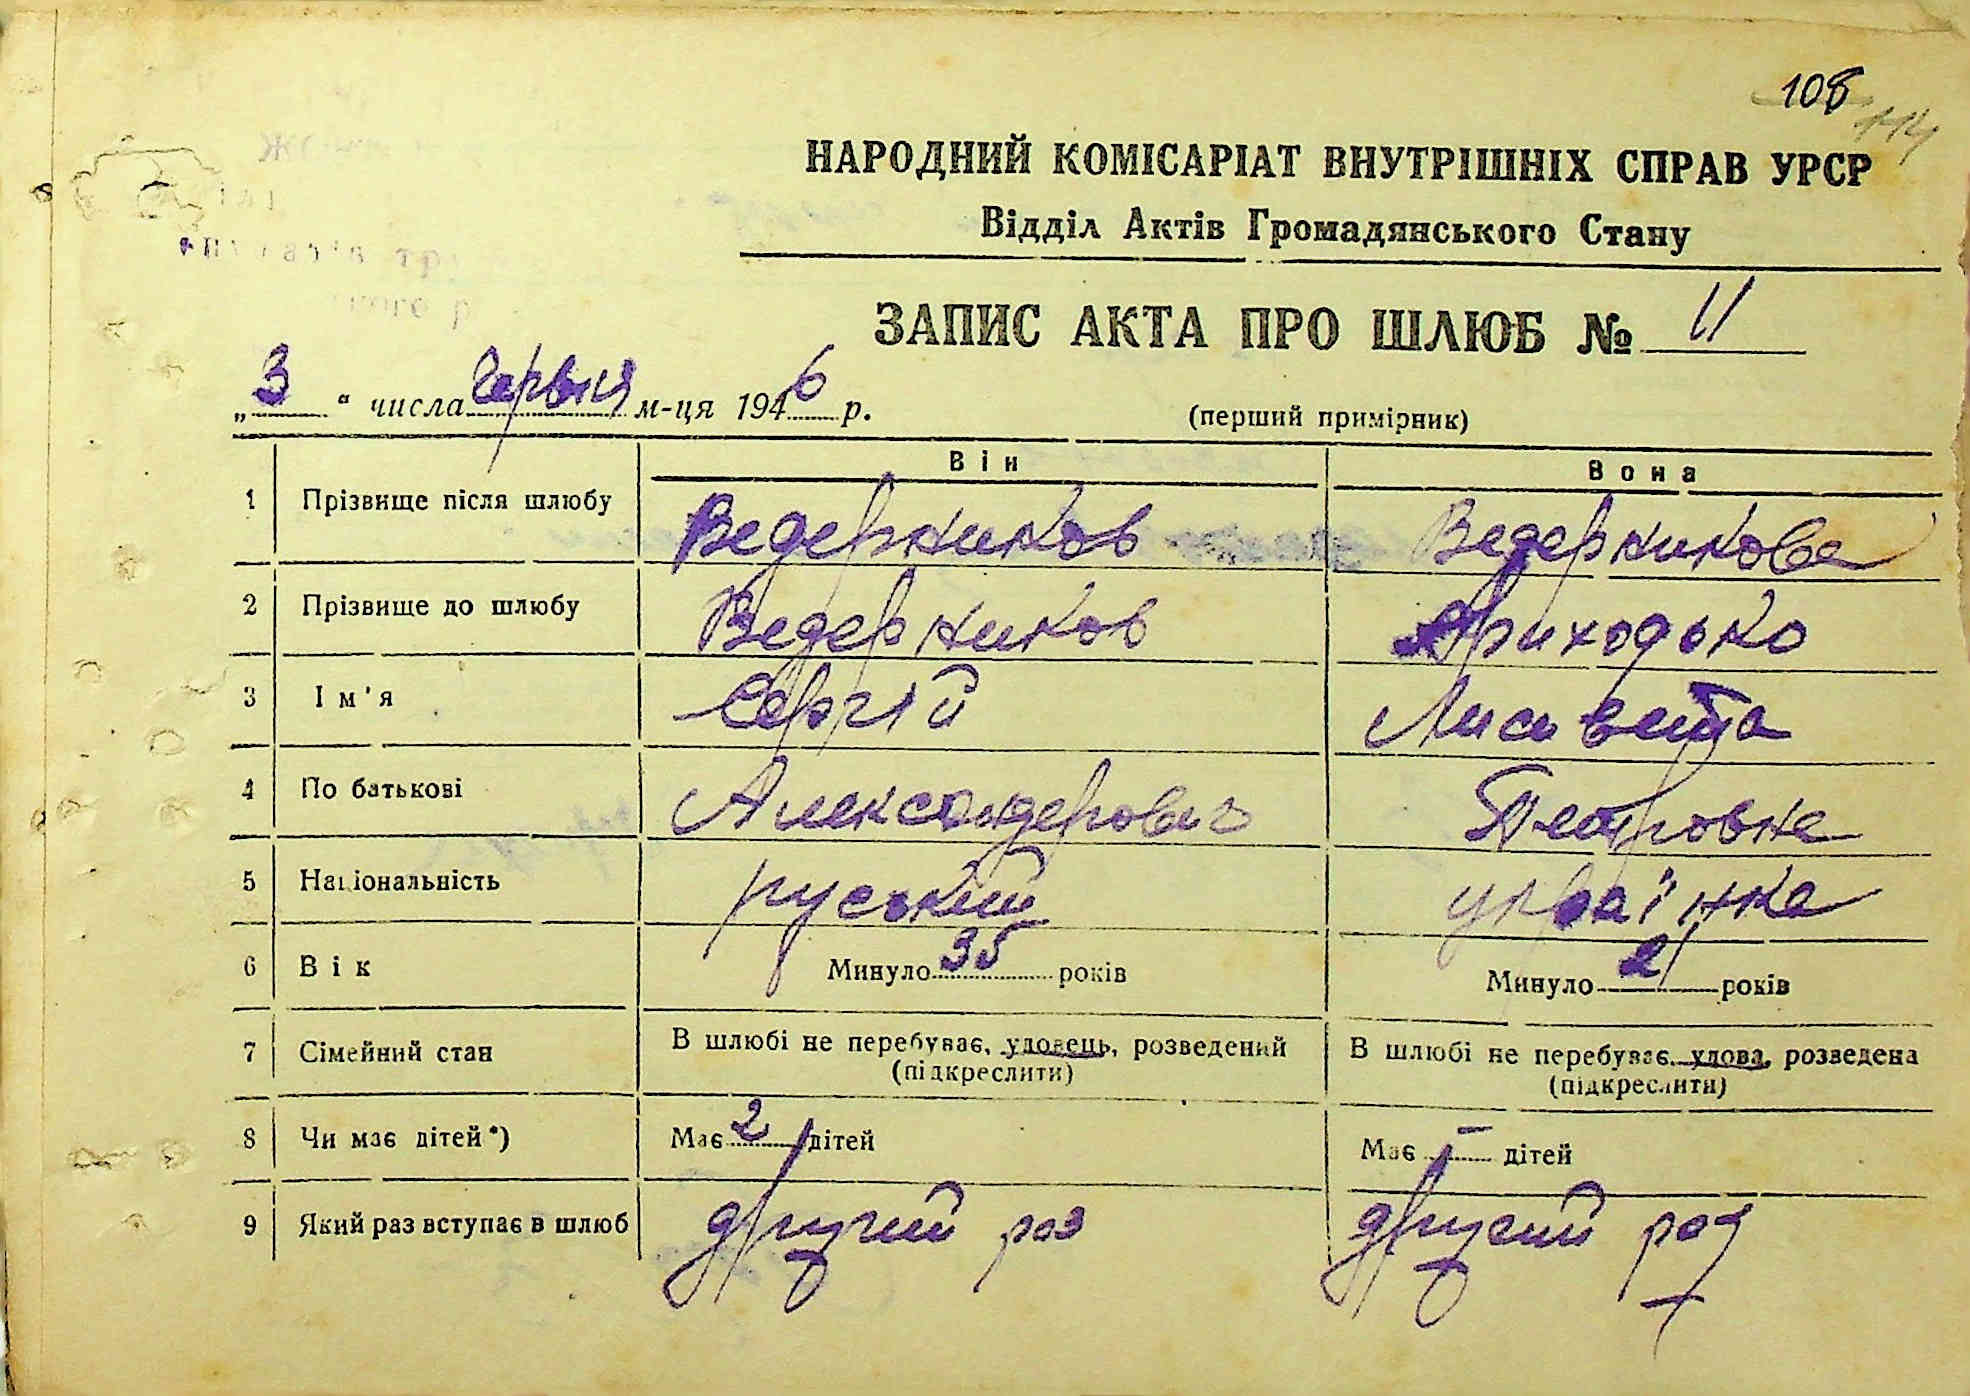 108
114
НАРОДНИЙ КОМІСАРІАТ ВНУТРІШНІХ СПРАВ УРСР
Відділ Актів Громадянського Стану
ЗАПИС АКТА ПРО ШЛЮБ № 11
„3“ числа червня м-ця 1946 р.
(перший примірник)
Він Вона
1 Прізвище після шлюбу Ведерников Ведерникова
2 Прізвище до шлюбу Ведерников Приходько
3 Ім'я Сергій Лисавета
4 По батькові Александерович Петровна
5 Національність руський українка
6 Вік Минуло 35 років Минуло 21 років
7 Сімейний стан В шлюбі не перебуває, удовець, розведений В шлюбі не перебуває, удова, розведена
(підкреслити) (підкреслити)
8 Чи має дітей*) Має 2 дітей Має – дітей
9 Який раз вступає в шлюб другий раз другий раз